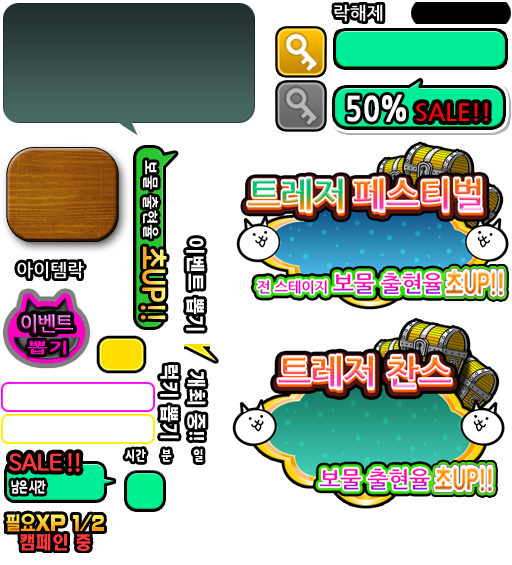 락해제
50% SALE!!
보물 출현율 초UP!!
이벤트 뽑기
개최 중!!
트레저 페스티벌
전 스테이지 보물 출현율 초UP!!
아이템락
이벤트
뽑기
트레저 찬스
보물 출현율 초UP!!
시간
분
일
SALE!!
남은 시간
필요XP 1/2
캠페인 중